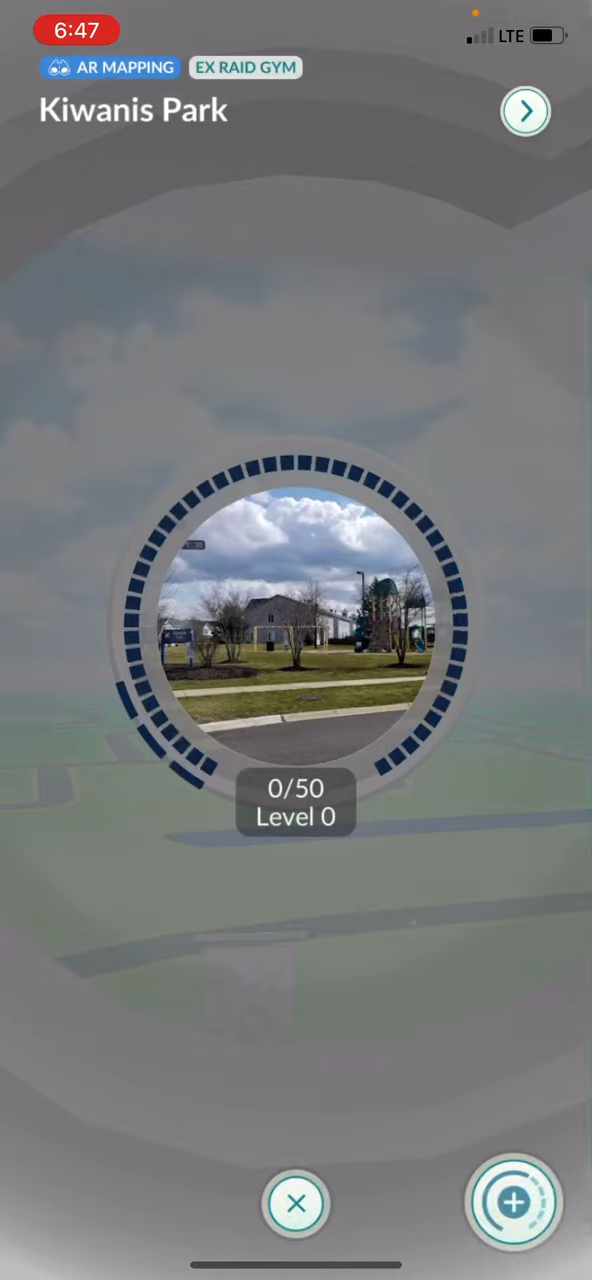 6:47
LTE
AR MAPPING
EX RAID GYM
Kiwanis Park
0/50
Level 0